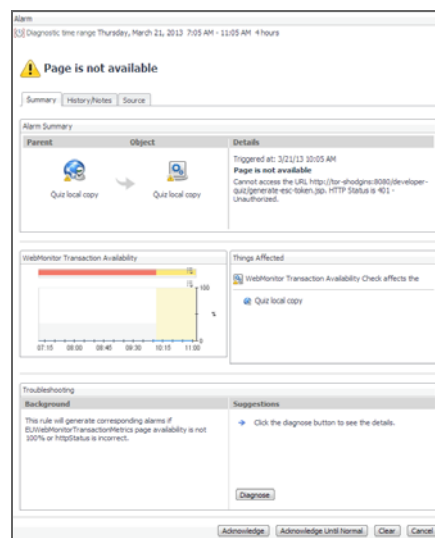 Alarm
Diagnostic time range Thursday, March 21, 2013 7:05 AM - 11:05 AM 4 hours
Page is not available
Summary History/Notes Source
Alarm Summary
Parent Object Details
Quiz local copy
Quiz local copy
Triggered at: 3/21/13 10:05 AM
Page is not available
Cannot access the URL http://tor-shodgins:8080/developer-
quiz/generate-esc-token.jsp. HTTP Status is 401 -
Unauthorized.
WebMonitor Transaction Availability
100
%
0
07:15 08:00 08:45 09:30 10:15 11:00
Things Affected
WebMonitor Transaction Availability Check affects the
Quiz local copy
Troubleshooting
Background
This rule will generate corresponding alarms if
EUWebMonitorTransactionMetrics page availability is not
100% or httpStatus is incorrect.
Suggestions
Click the diagnose button to see the details.
Diagnose
Acknowledge Acknowledge Until Normal Clear Cancel